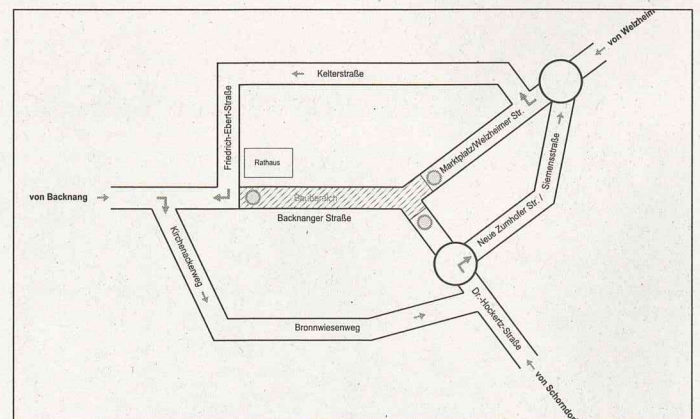 von Welzheim
Kelterstraße
Friedrich-Ebert-Straße
Marktplatz/Welzheimer Str.
Rathaus
Siemensstraße
von Backnang
Baubereich
Backnanger Straße
Neue Zumhofer Str. /
Kirchenackerweg
Bronnwiesenweg
Dr.-Hockertz-Straße
von Schorndorf